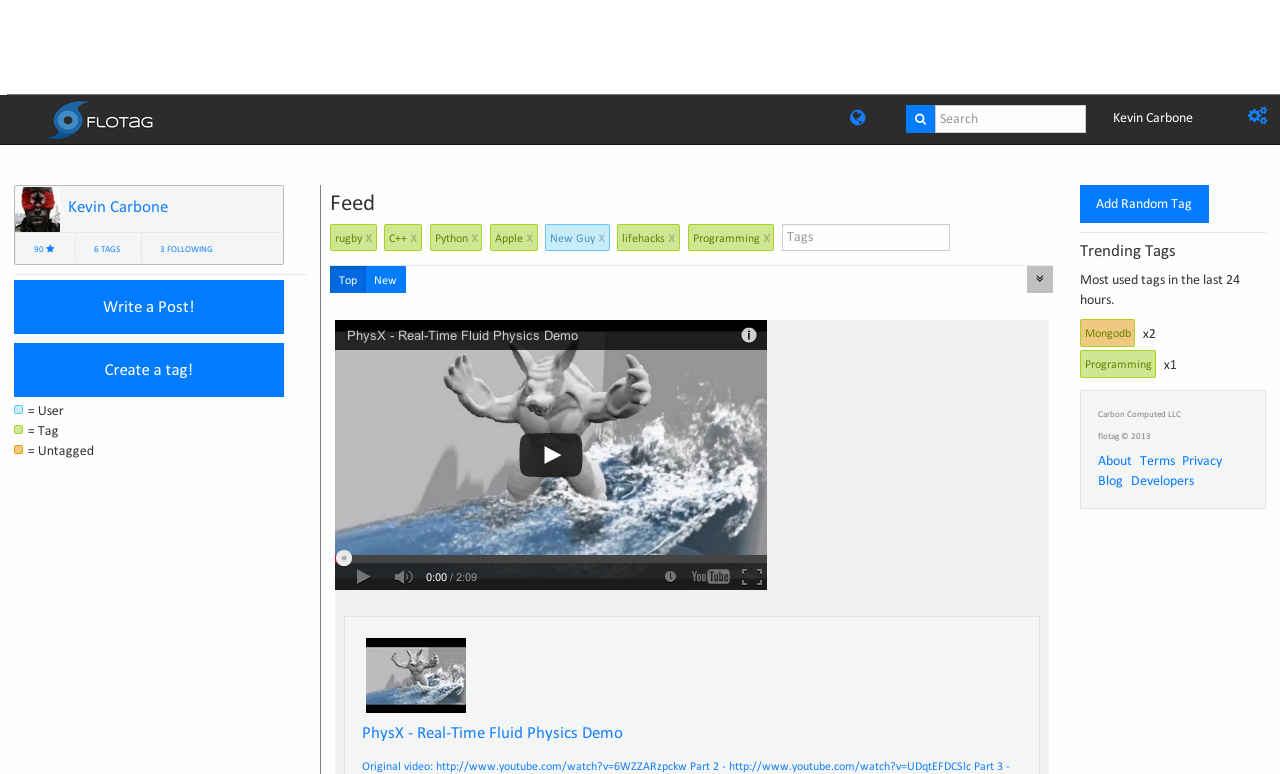 FLOTAG
Search
Kevin Carbone
Kevin Carbone
90 6 TAGS 3 FOLLOWING
Write a Post!
Create a tag!
= User
= Tag
= Untagged
Feed
rugby x C++ x Python x Apple x New Guy x lifehacks x Programming x Tags
Top New
PhysX - Real-Time Fluid Physics Demo
0:00 / 2:09
YouTube
PhysX - Real-Time Fluid Physics Demo
Original video: http://www.youtube.com/watch?v=6WZZARzpckw Part 2 - http://www.youtube.com/watch?v=UDqtEFDCSlc Part 3 -
Add Random Tag
Trending Tags
Most used tags in the last 24
hours.
Mongodb x2
Programming x1
Carbon Computed LLC
flotag © 2013
About Terms Privacy
Blog Developers